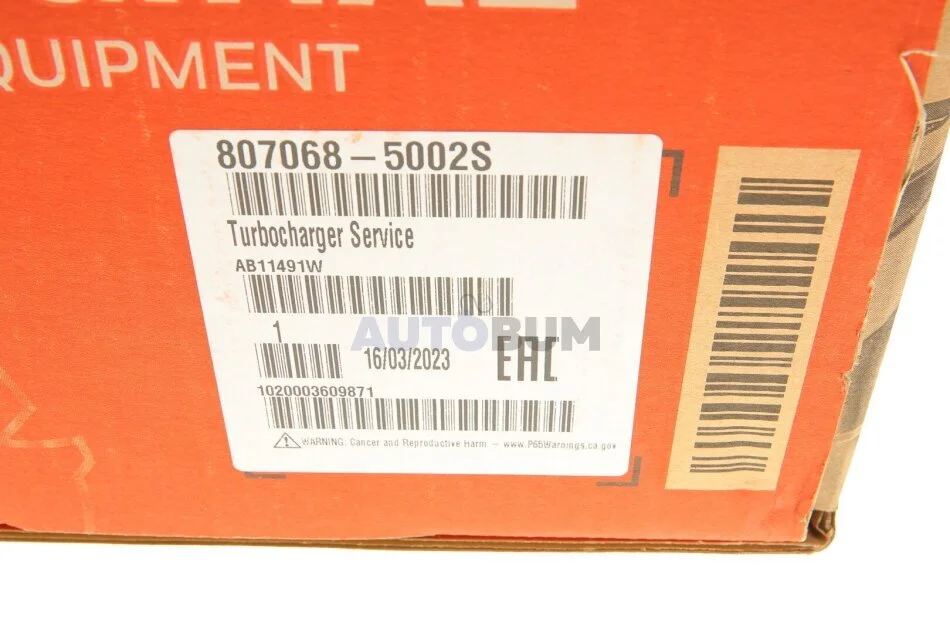 QUIPMENT
807068-5002S
Turbocharger Service
AB11491W
AUTOBUM
1
16/03/2023
EAC
1020003609871
WARNING: Cancer and Reproductive Harm - www.P65Warnings.ca.gov